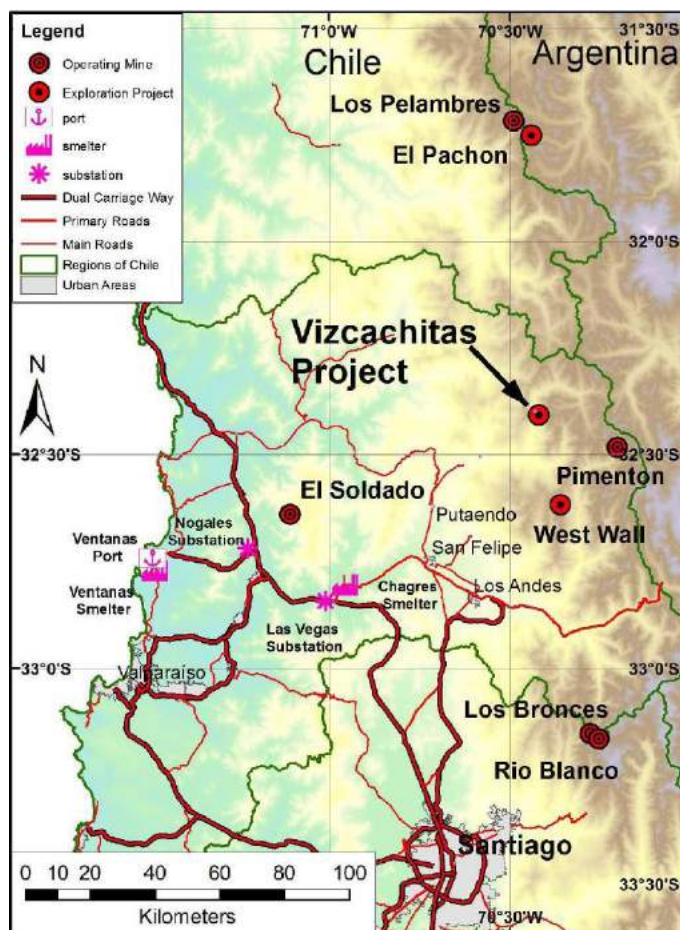 Legend
Operating Mine
Exploration Project
port
smelter
substation
Dual Carriage Way
Primary Roads
Main Roads
Regions of Chile
Urban Areas
71°0'W
70°30'W
31°30'S
Chile
Argentina
Los Pelambres
El Pachon
32°0'S
Vizcachitas
Project
N
32°30'S
Pimenton
El Soldado
West Wall
Putaendo
Nogales
Substation
San Felipe
Ventanas
Port
Los Andes
Chagres
Smelter
Ventanas
Smelter
Las Vegas
Substation
33°0'S
Valparaíso
Los Bronces
Rio Blanco
Santiago
0 10 20 40 60 80 100
Kilometers
33°30'S
70°30'W